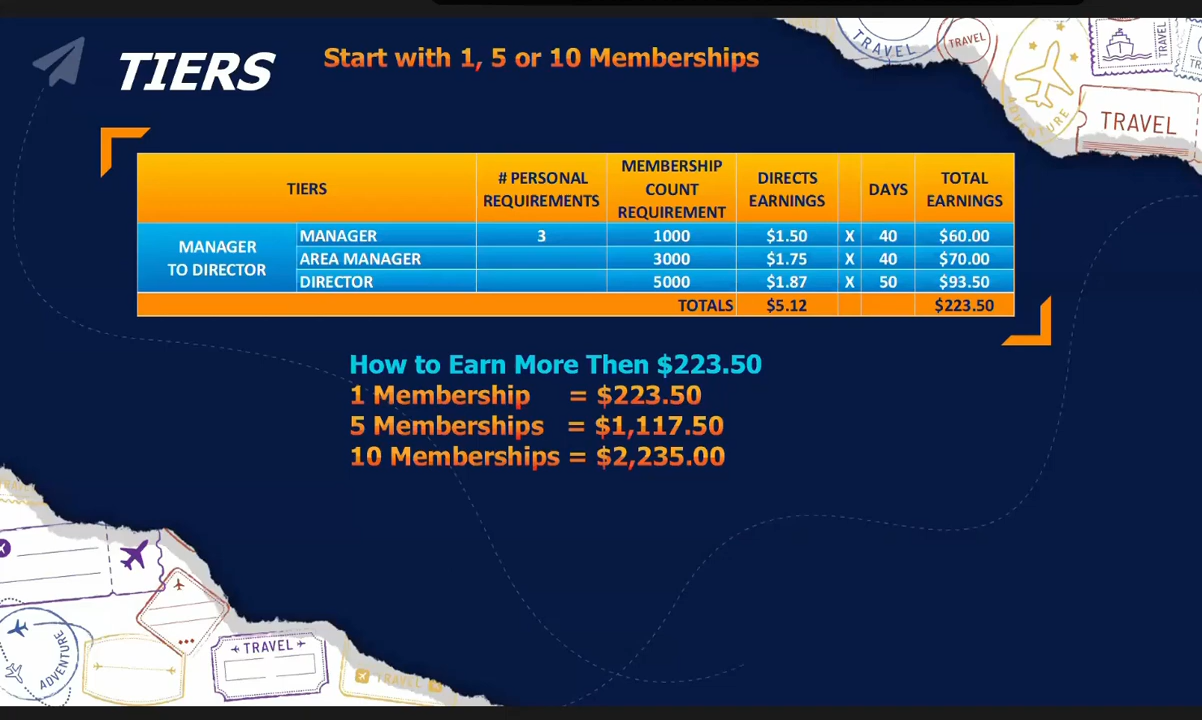 TIERS
Start with 1, 5 or 10 Memberships
TRAVEL
TRAVEL
TRAVEL
ADVENTURE
TRAVEL
TIERS # PERSONAL REQUIREMENTS MEMBERSHIP COUNT REQUIREMENT DIRECTS EARNINGS DAYS TOTAL EARNINGS
MANAGER TO DIRECTOR
MANAGER 3 1000 $1.50 X 40 $60.00
AREA MANAGER 3000 $1.75 X 40 $70.00
DIRECTOR 5000 $1.87 X 50 $93.50
TOTALS $5.12 $223.50
How to Earn More Then $223.50
1 Membership = $223.50
5 Memberships = $1,117.50
10 Memberships = $2,235.00
ADVENTURE
TRAVEL
TRAVEL